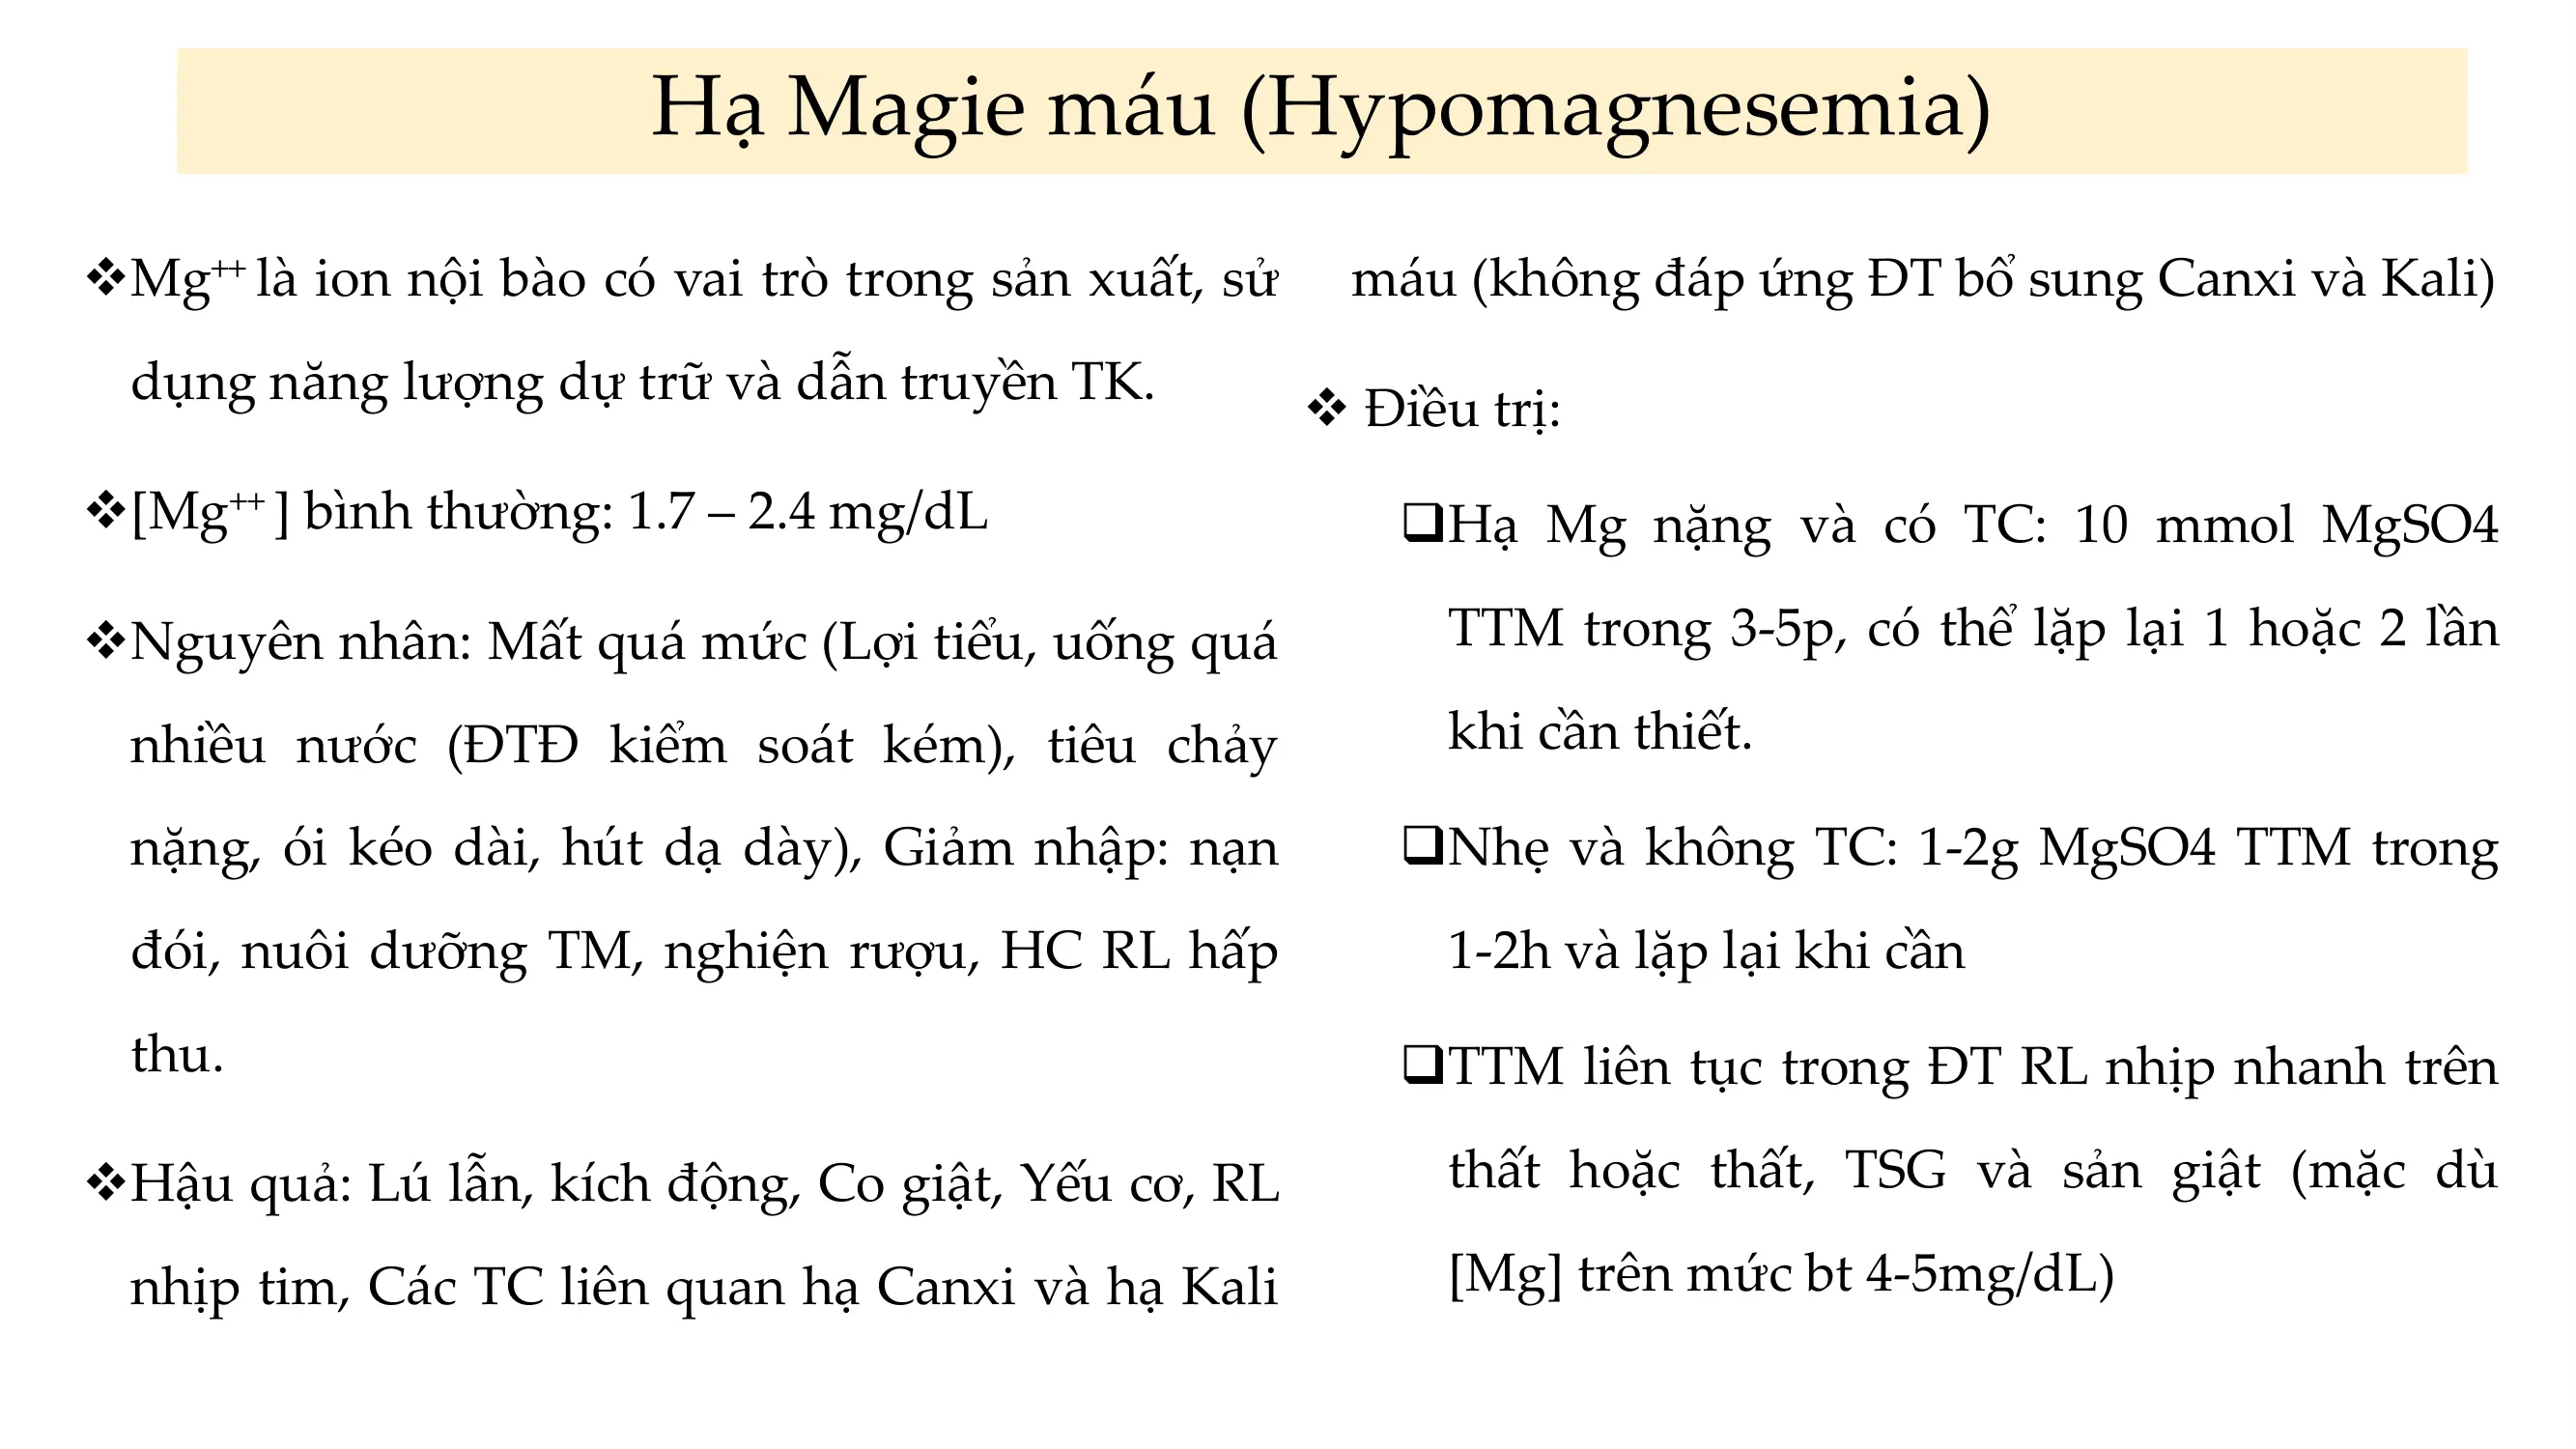 Hạ Magie máu (Hypomagnesemia)
❖Mg⁺⁺ là ion nội bào có vai trò trong sản xuất, sử
dụng năng lượng dự trữ và dẫn truyền TK.
❖[Mg⁺⁺ ] bình thường: 1.7 – 2.4 mg/dL
❖Nguyên nhân: Mất quá mức (Lợi tiểu, uống quá
nhiều nước (ĐTĐ kiểm soát kém), tiêu chảy
nặng, ói kéo dài, hút dạ dày), Giảm nhập: nạn
đói, nuôi dưỡng TM, nghiện rượu, HC RL hấp
thu.
❖Hậu quả: Lú lẫn, kích động, Co giật, Yếu cơ, RL
nhịp tim, Các TC liên quan hạ Canxi và hạ Kali
máu (không đáp ứng ĐT bổ sung Canxi và Kali)
❖ Điều trị:
❑Hạ Mg nặng và có TC: 10 mmol MgSO4
TTM trong 3-5p, có thể lặp lại 1 hoặc 2 lần
khi cần thiết.
❑Nhẹ và không TC: 1-2g MgSO4 TTM trong
1-2h và lặp lại khi cần
❑TTM liên tục trong ĐT RL nhịp nhanh trên
thất hoặc thất, TSG và sản giật (mặc dù
[Mg] trên mức bt 4-5mg/dL)